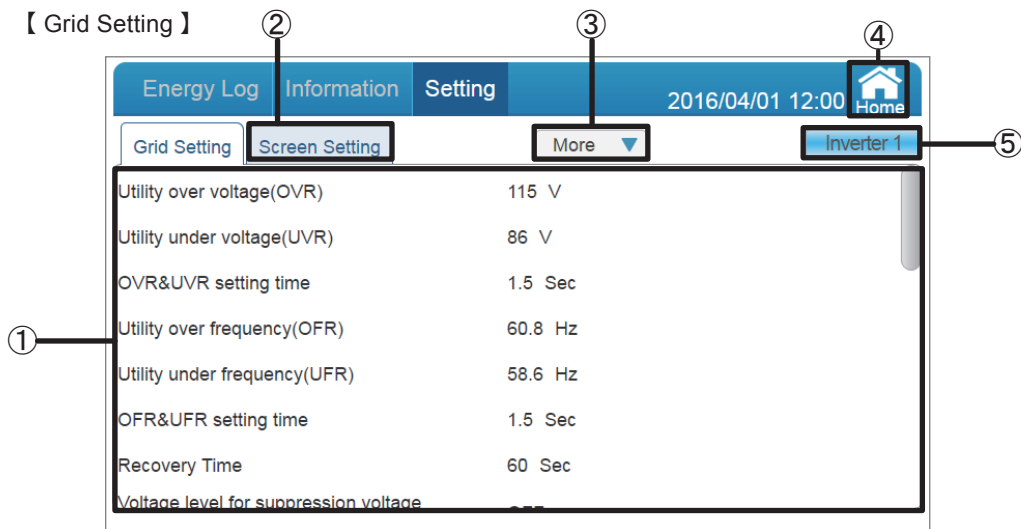 【 Grid Setting 】
② ③ ④
Energy Log Information Setting 2016/04/01 12:00 Home
Grid Setting Screen Setting More ▼ Inverter 1 ⑤
Utility over voltage(OVR) 115 V
Utility under voltage(UVR) 86 V
OVR&UVR setting time 1.5 Sec
① Utility over frequency(OFR) 60.8 Hz
Utility under frequency(UFR) 58.6 Hz
OFR&UFR setting time 1.5 Sec
Recovery Time 60 Sec
Voltage level for suppression voltage